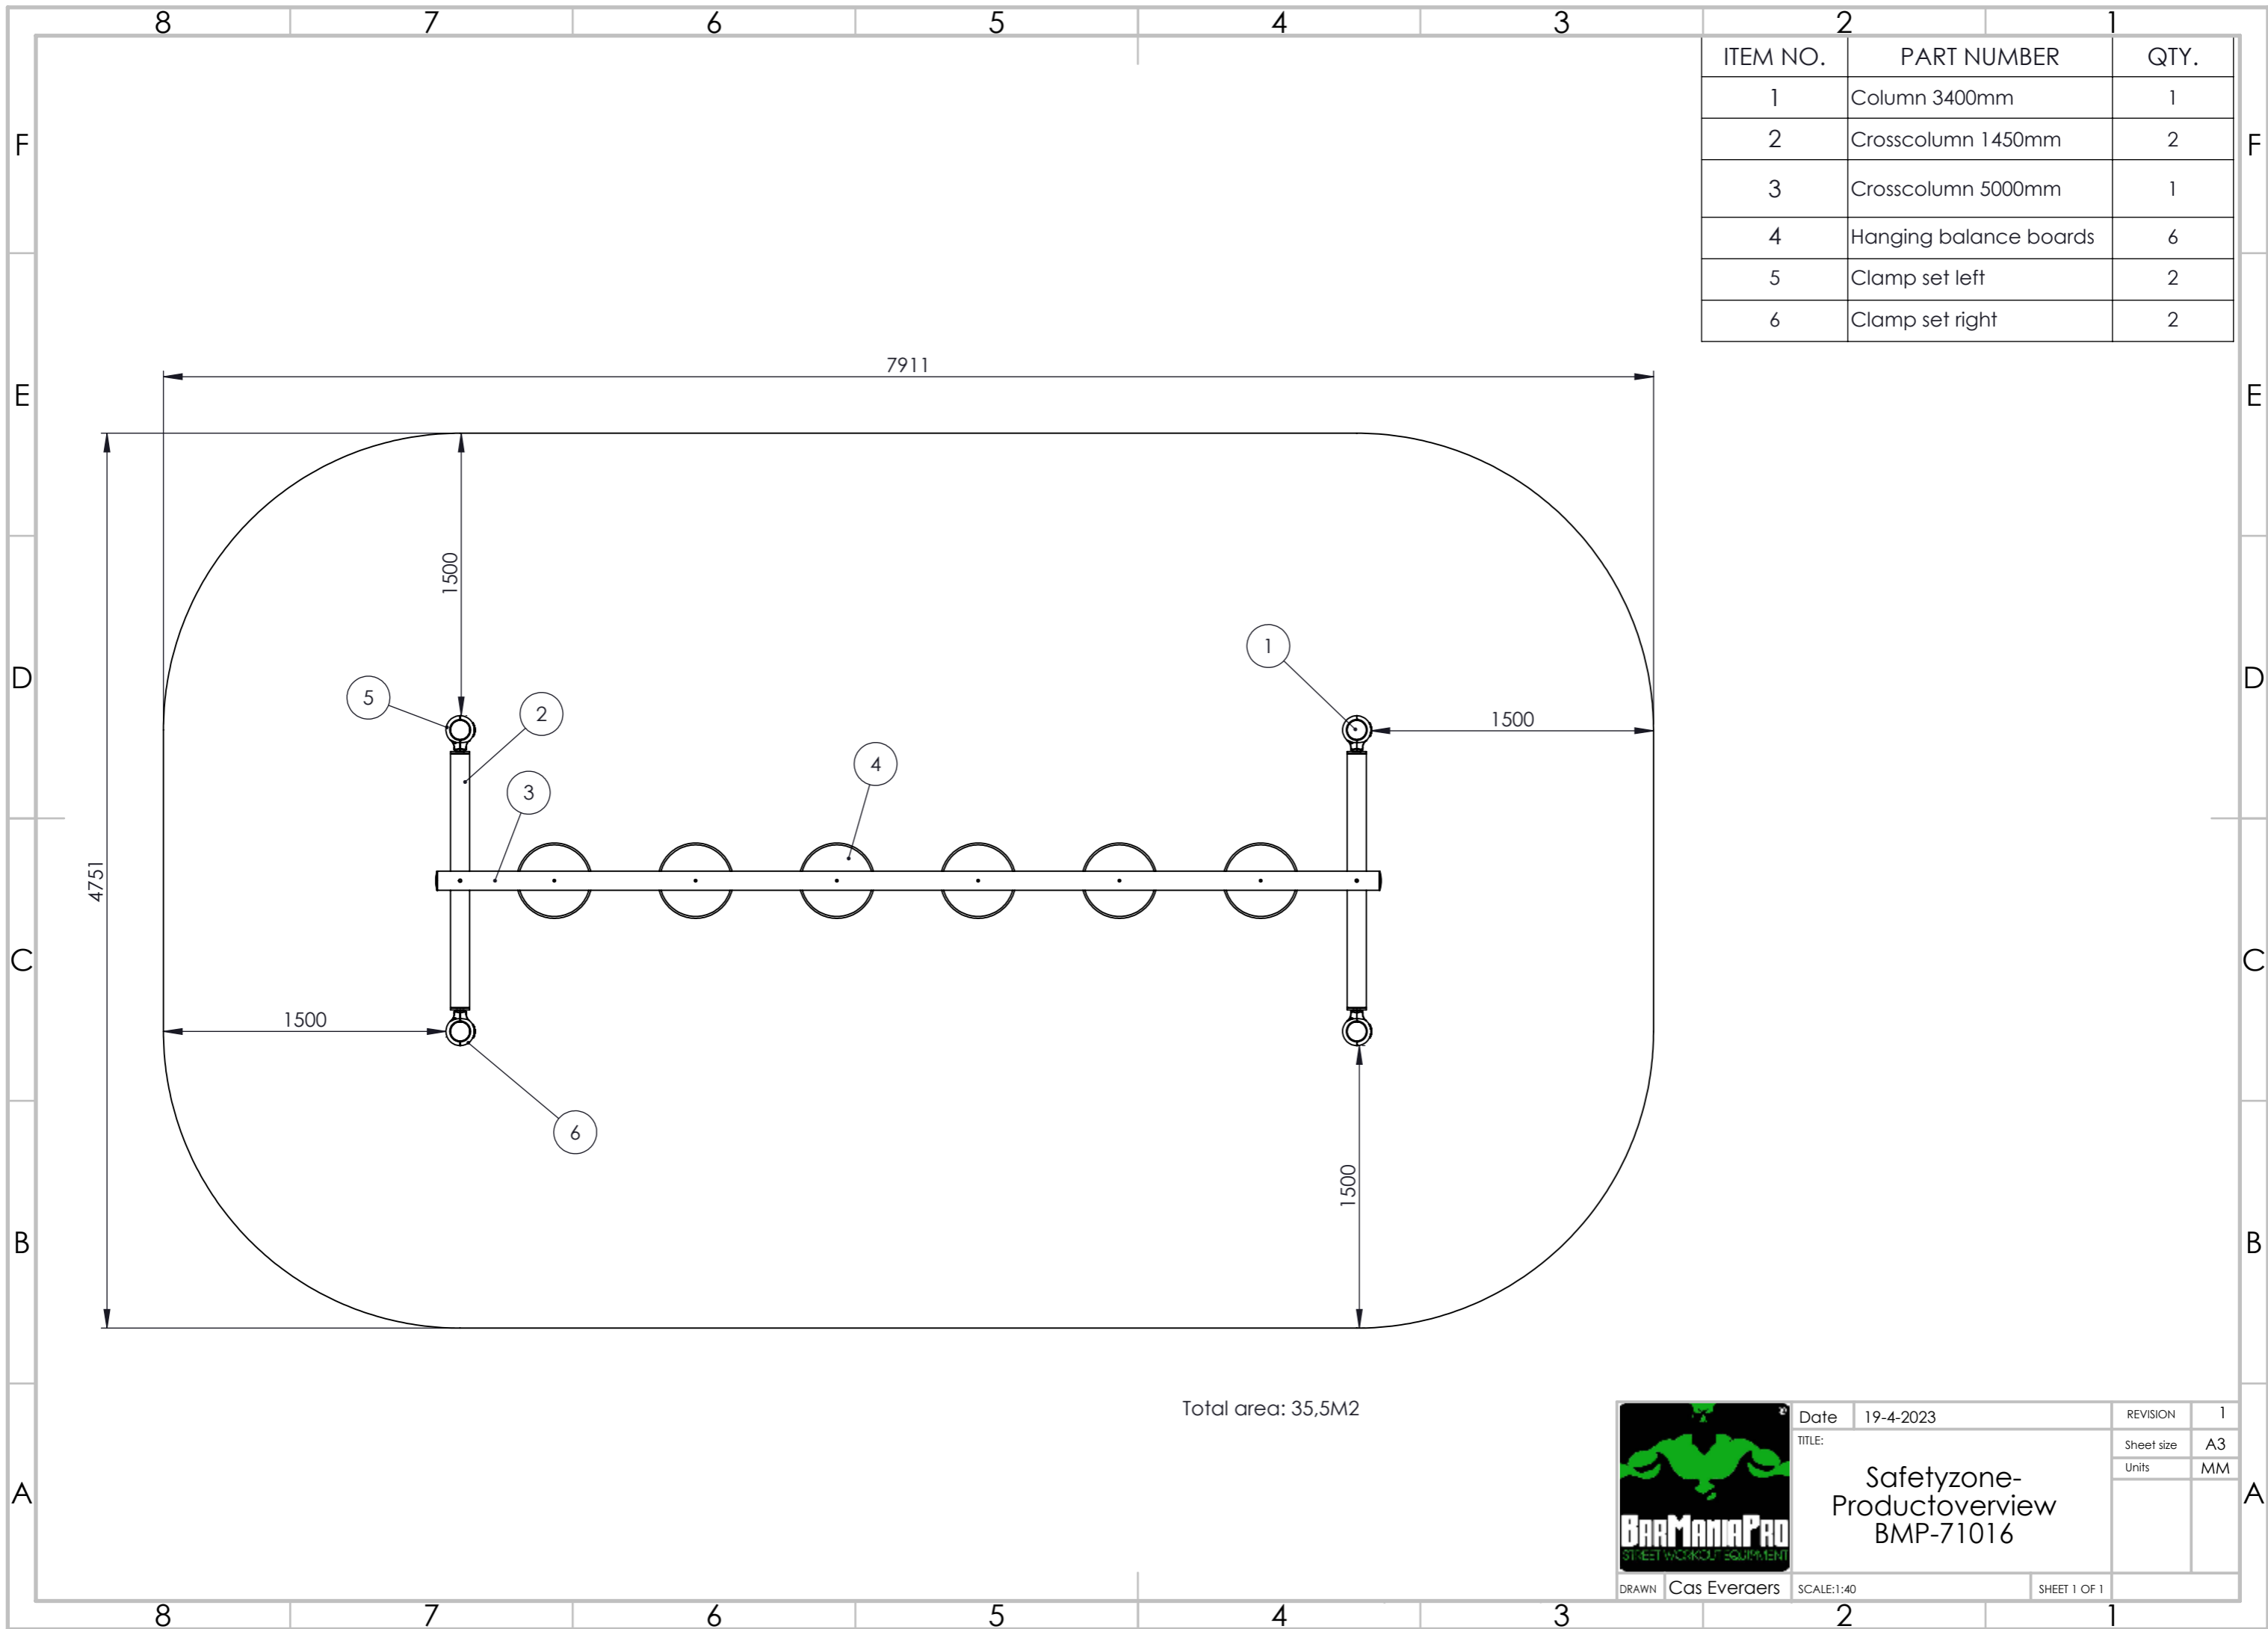 8 7 6 5 4 3 2 1
ITEM NO. PART NUMBER QTY.
1 Column 3400mm 1
2 Crosscolumn 1450mm 2
3 Crosscolumn 5000mm 1
4 Hanging balance boards 6
5 Clamp set left 2
6 Clamp set right 2
F F
E E
D D
C C
B B
A A
7911
1500
1
5
2
1500
4
3
4751
1500
6
1500
Total area: 35,5M2
BARMANIAPRO
STREET WORKOUT EQUIPMENT
Date 19-4-2023
REVISION 1
TITLE:
Sheet size A3
Units MM
Safetyzone-
Productoverview
BMP-71016
DRAWN Cas Everaers SCALE:1:40 SHEET 1 OF 1
8 7 6 5 4 3 2 1